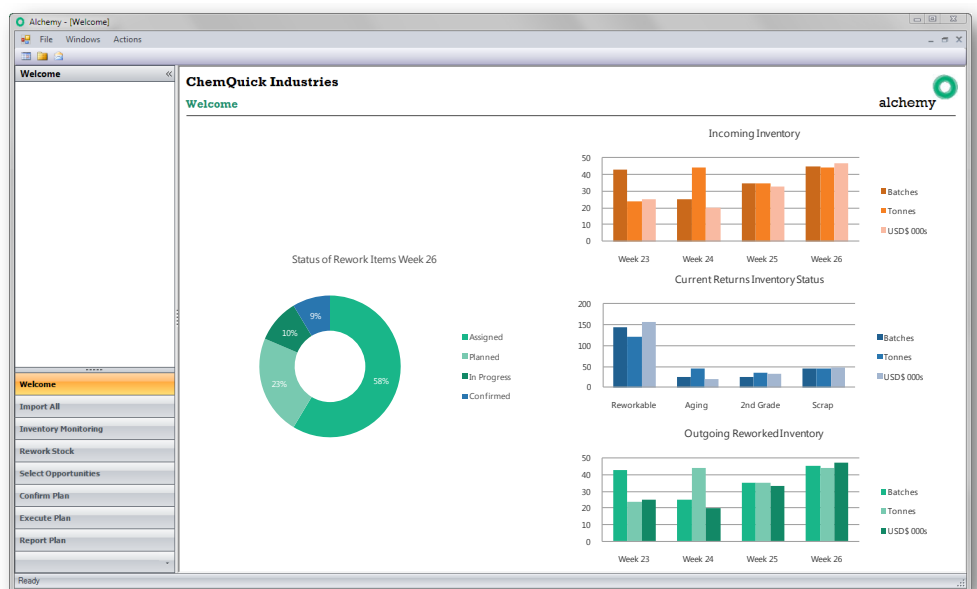 Alchemy - [Welcome]
File Windows Actions
Welcome «
ChemQuick Industries
Welcome
alchemy
Status of Rework Items Week 26
58%
23%
10%
9%
Assigned
Planned
In Progress
Confirmed
Incoming Inventory
50
40
30
20
10
0
Week 23 Week 24 Week 25 Week 26
Batches
Tonnes
USD$ 000s
Current Returns Inventory Status
200
150
100
50
0
Reworkable Aging 2nd Grade Scrap
Batches
Tonnes
USD$ 000s
Outgoing Reworked Inventory
50
40
30
20
10
0
Week 23 Week 24 Week 25 Week 26
Batches
Tonnes
USD$ 000s
Welcome
Import All
Inventory Monitoring
Rework Stock
Select Opportunities
Confirm Plan
Execute Plan
Report Plan
Ready